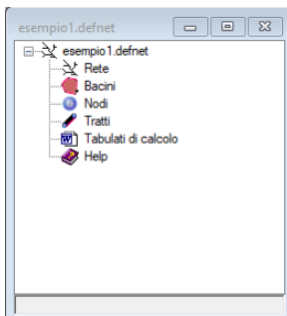 esempio1.defnet
esempio1.defnet
Rete
Bacini
Nodi
Tratti
Tabulati di calcolo
Help